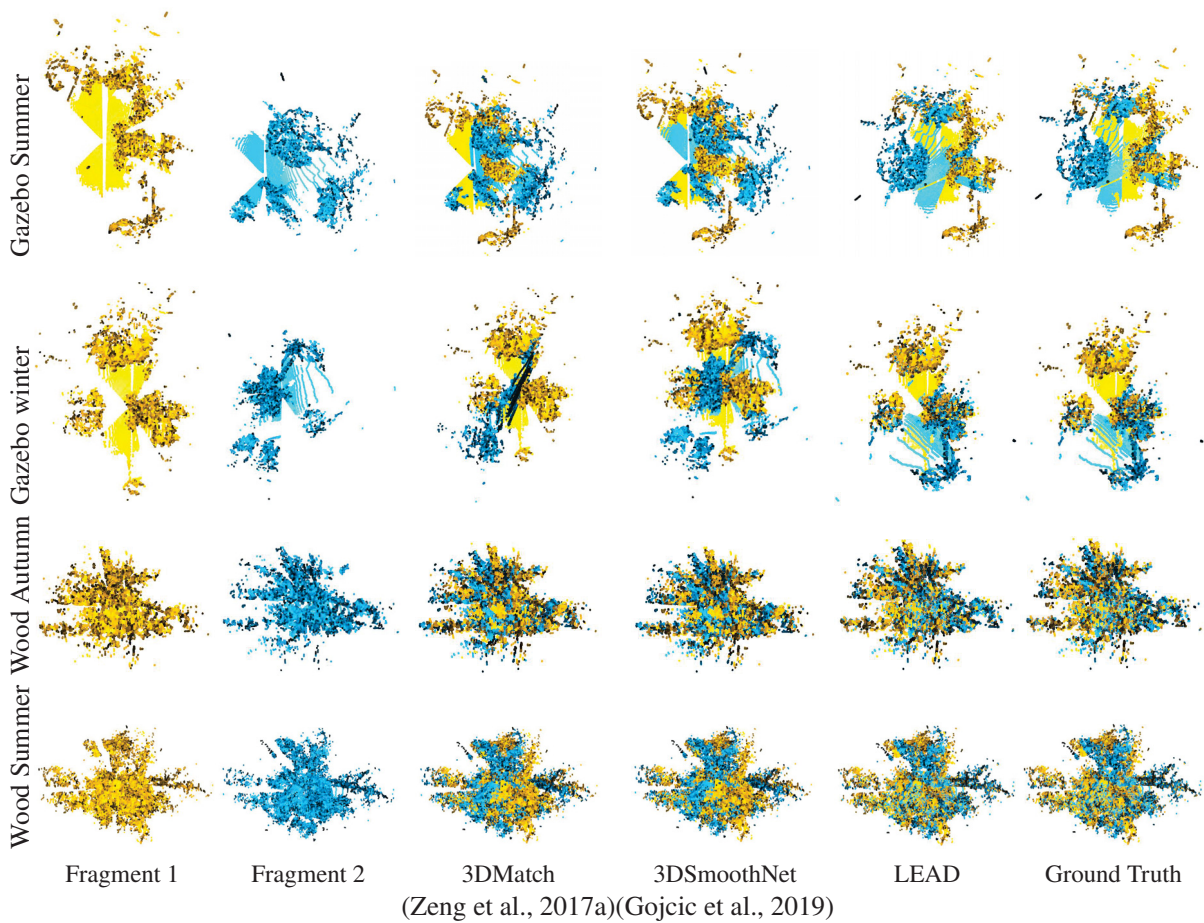 Gazebo Summer
Gazebo winter
Wood Autumn
Wood Summer
Fragment 1
Fragment 2
3DMatch
3DSmoothNet
LEAD
Ground Truth
(Zeng et al., 2017a)(Gojcic et al., 2019)